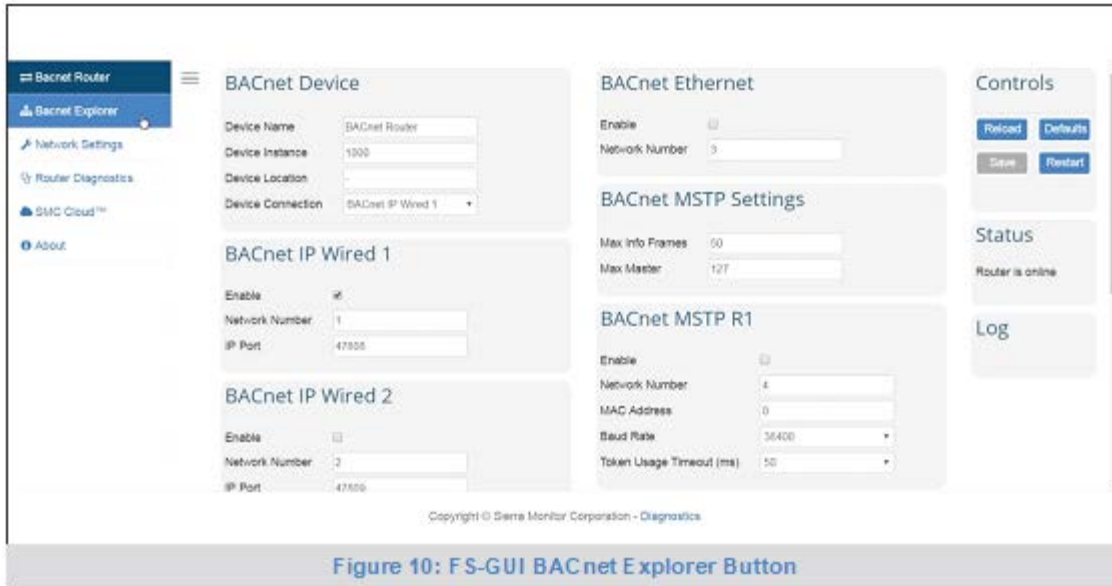 Bacnet Router
Bacnet Explorer
Network Settings
Router Diagnostics
SMC Cloud™
About
BACnet Device
Device Name BACnet Router
Device Instance 1000
Device Location -
Device Connection BACnet IP Wired 1
BACnet IP Wired 1
Enable
Network Number 1
IP Port 47808
BACnet IP Wired 2
Enable
Network Number 2
IP Port 47809
BACnet Ethernet
Enable
Network Number 3
BACnet MSTP Settings
Max Info Frames 50
Max Master 127
BACnet MSTP R1
Enable
Network Number 4
MAC Address 0
Baud Rate 38400
Token Usage Timeout (ms) 50
Controls
Reload Defaults
Save Restart
Status
Router is online
Log
Copyright © Sierra Monitor Corporation - Diagnostics
Figure 10: FS-GUI BACnet Explorer Button